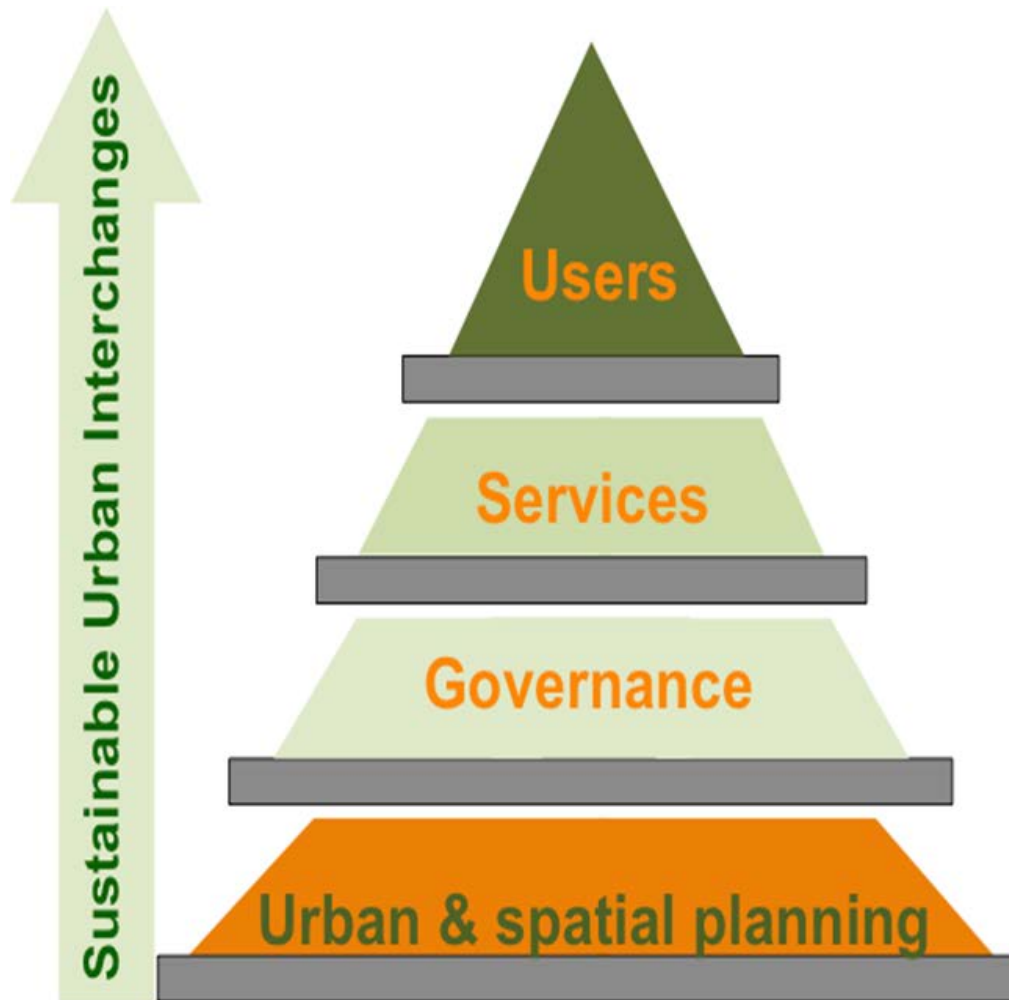 Sustainable Urban Interchanges
Users
Services
Governance
Urban & spatial planning